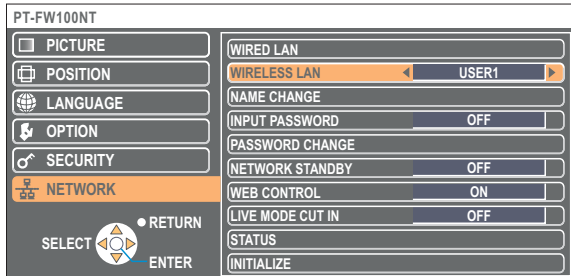 PT-FW100NT
PICTURE
POSITION
LANGUAGE
OPTION
SECURITY
NETWORK
RETURN
SELECT
ENTER
WIRED LAN
WIRELESS LAN USER1
NAME CHANGE
INPUT PASSWORD OFF
PASSWORD CHANGE
NETWORK STANDBY OFF
WEB CONTROL ON
LIVE MODE CUT IN OFF
STATUS
INITIALIZE